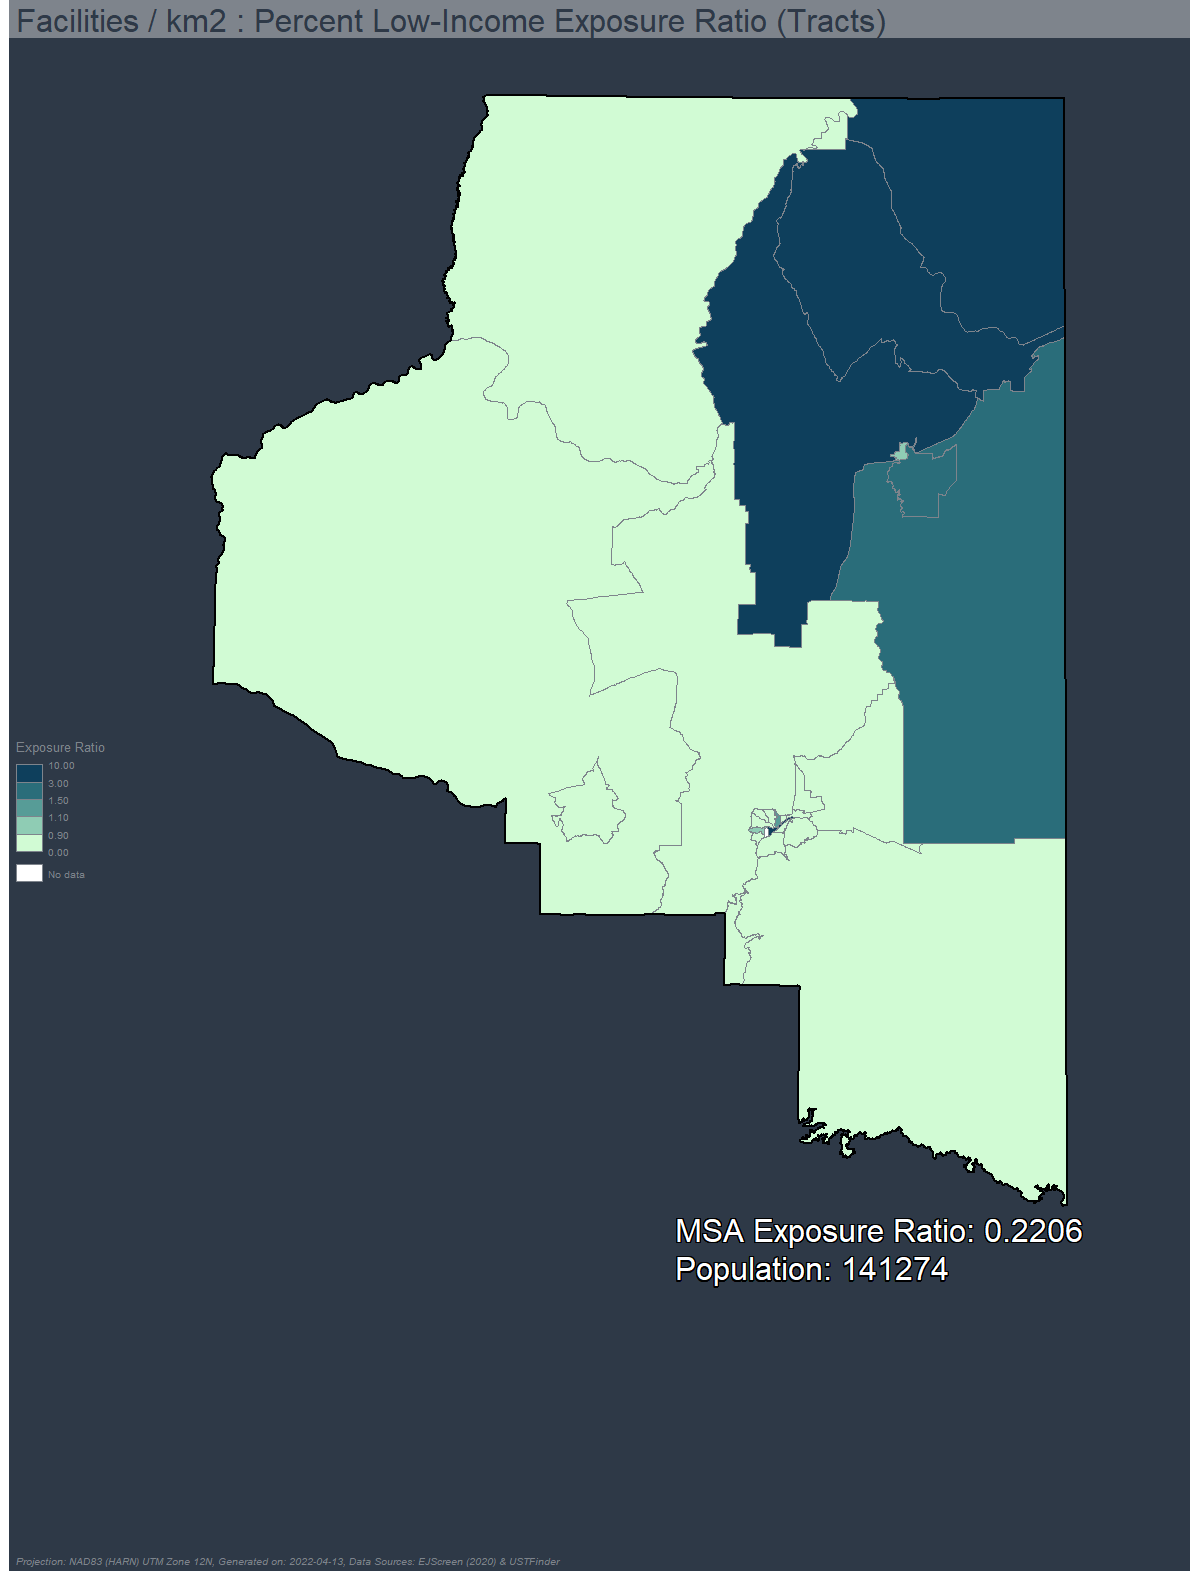 Facilities / km2 : Percent Low-Income Exposure Ratio (Tracts)
Exposure Ratio
10.00
3.00
1.50
1.10
0.90
0.00
No data
MSA Exposure Ratio: 0.2206
Population: 141274
Projection: NAD83 (HARN) UTM Zone 12N, Generated on: 2022-04-13, Data Sources: EJScreen (2020) & USTFinder